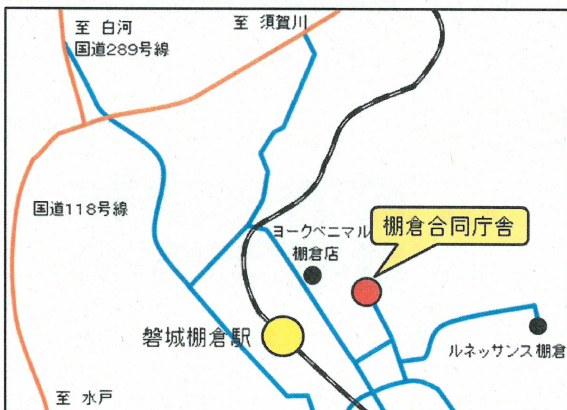 至 白河
国道289号線
至 須賀川
国道118号線
ヨークベニマル
棚倉店
棚倉合同庁舎
磐城棚倉駅
ルネッサンス棚倉
至 水戸